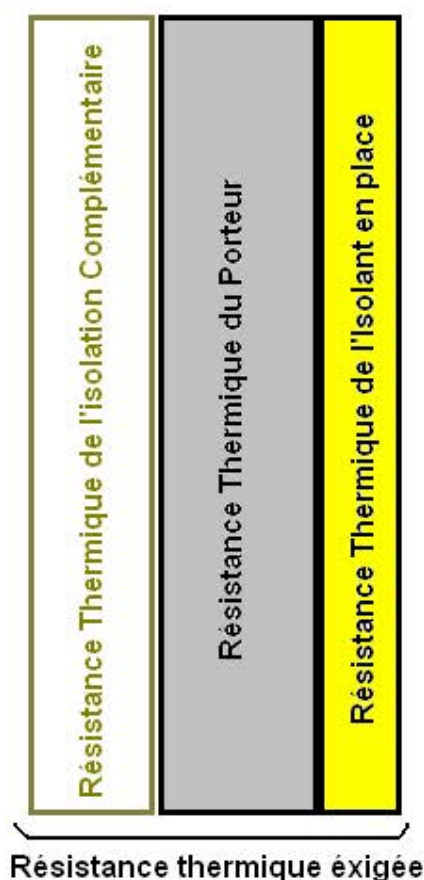 Résistance Thermique de l'isolation Complémentaire
Résistance Thermique du Porteur
Résistance Thermique de l'Isolant en place
Résistance thermique éxigée